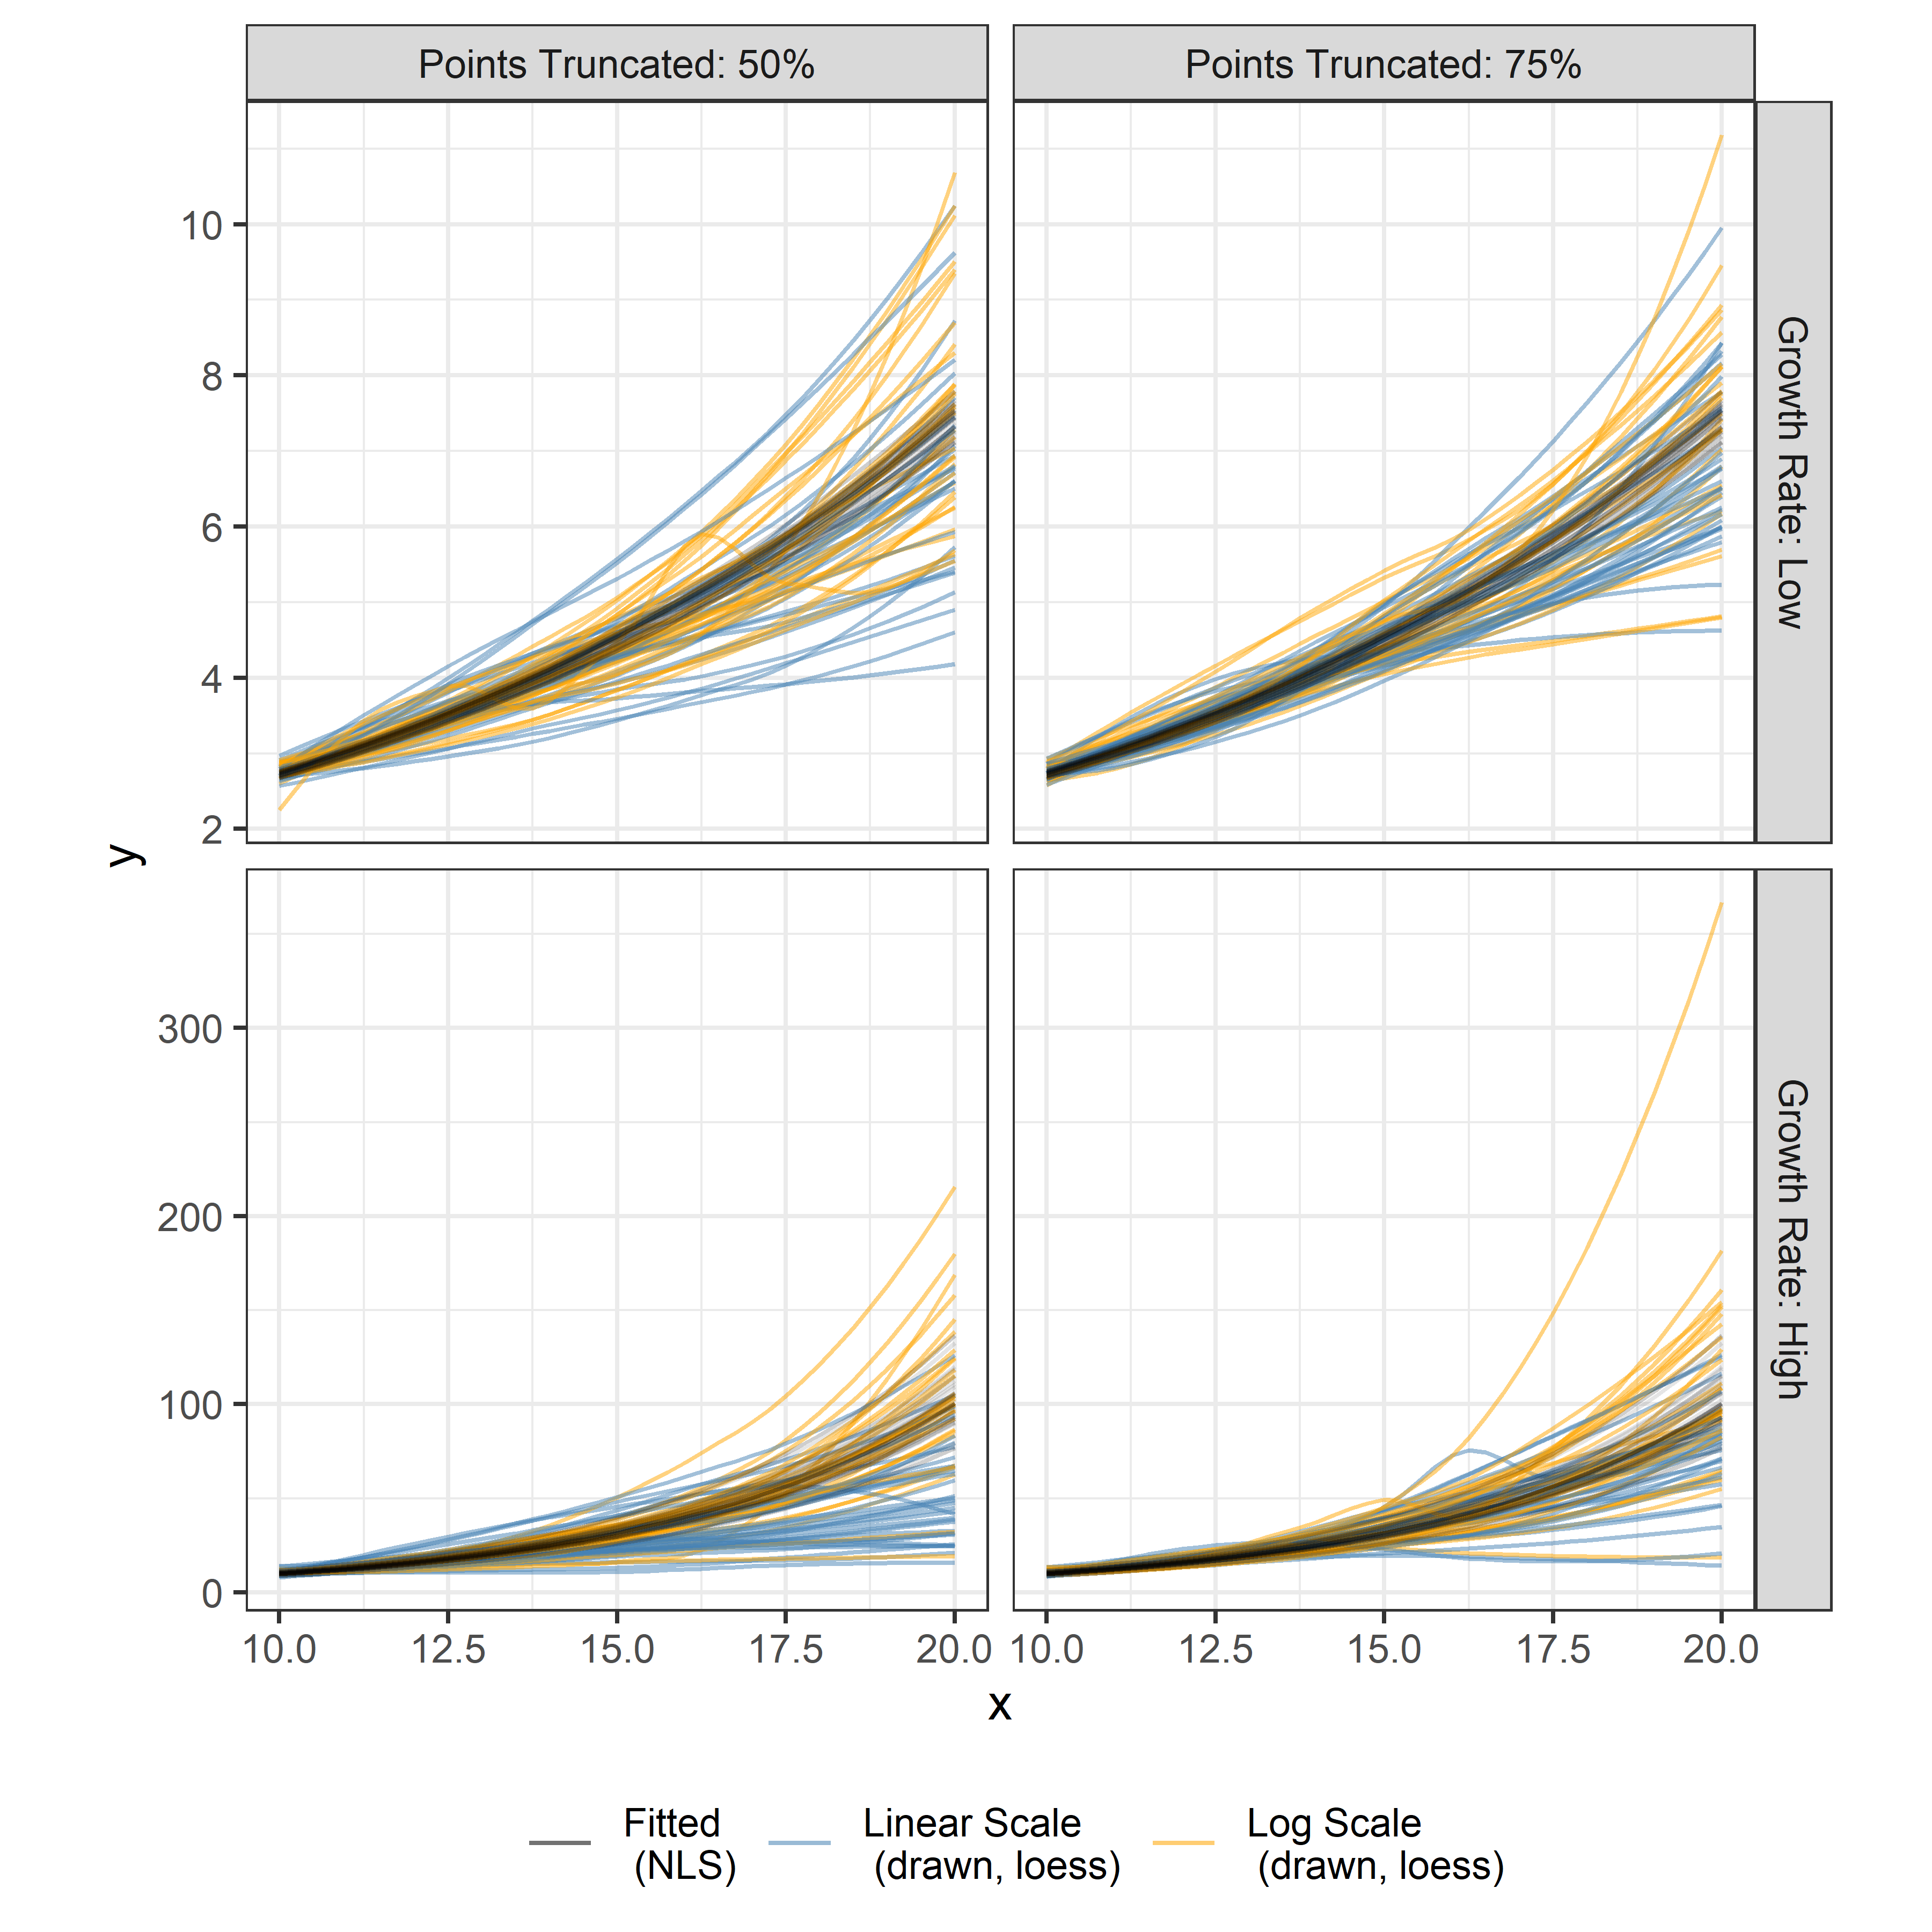 Points Truncated: 50%
Points Truncated: 75%
10
8
6
4
2
Growth Rate: Low
y
300
200
100
0
Growth Rate: High
10.0
12.5
15.0
17.5
20.0
10.0
12.5
15.0
17.5
20.0
x
Fitted
(NLS)
Linear Scale
(drawn, loess)
Log Scale
(drawn, loess)